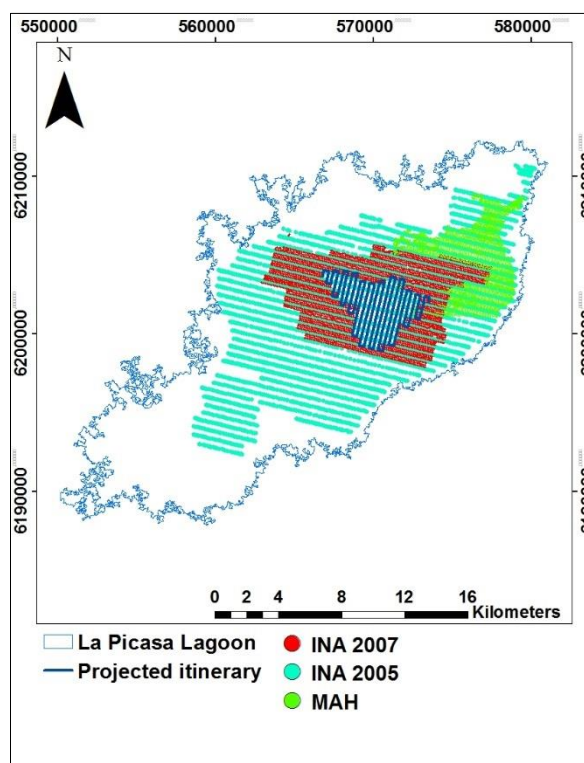 550000 560000 570000 580000
N
6210000
6200000
6190000
0 2 4 8 12 16
Kilometers
La Picasa Lagoon
Projected itinerary
INA 2007
INA 2005
MAH